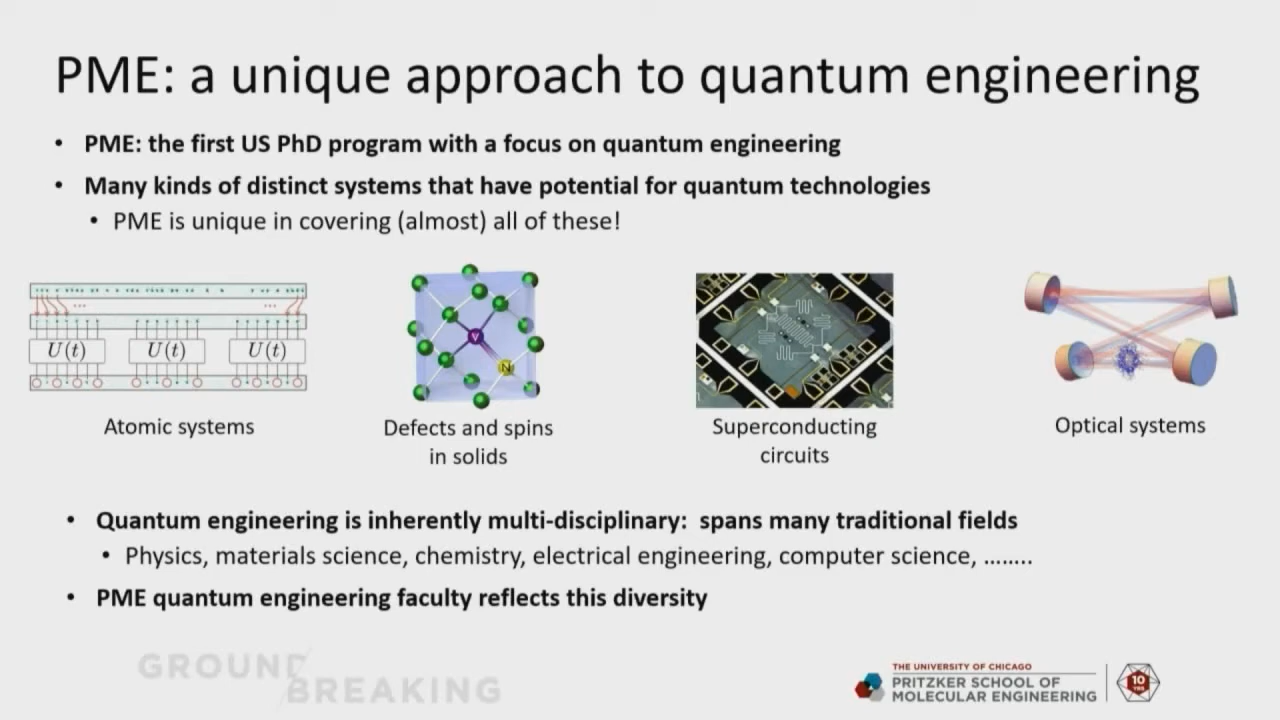 PME: a unique approach to quantum engineering
• PME: the first US PhD program with a focus on quantum engineering
• Many kinds of distinct systems that have potential for quantum technologies
• PME is unique in covering (almost) all of these!
...
...
U(t) U(t) U(t)
V
N
Atomic systems
Defects and spins
in solids
Superconducting
circuits
Optical systems
• Quantum engineering is inherently multi-disciplinary: spans many traditional fields
• Physics, materials science, chemistry, electrical engineering, computer science, ........
• PME quantum engineering faculty reflects this diversity
GROUND
BREAKING
THE UNIVERSITY OF CHICAGO
PRITZKER SCHOOL OF
MOLECULAR ENGINEERING
10
YRS